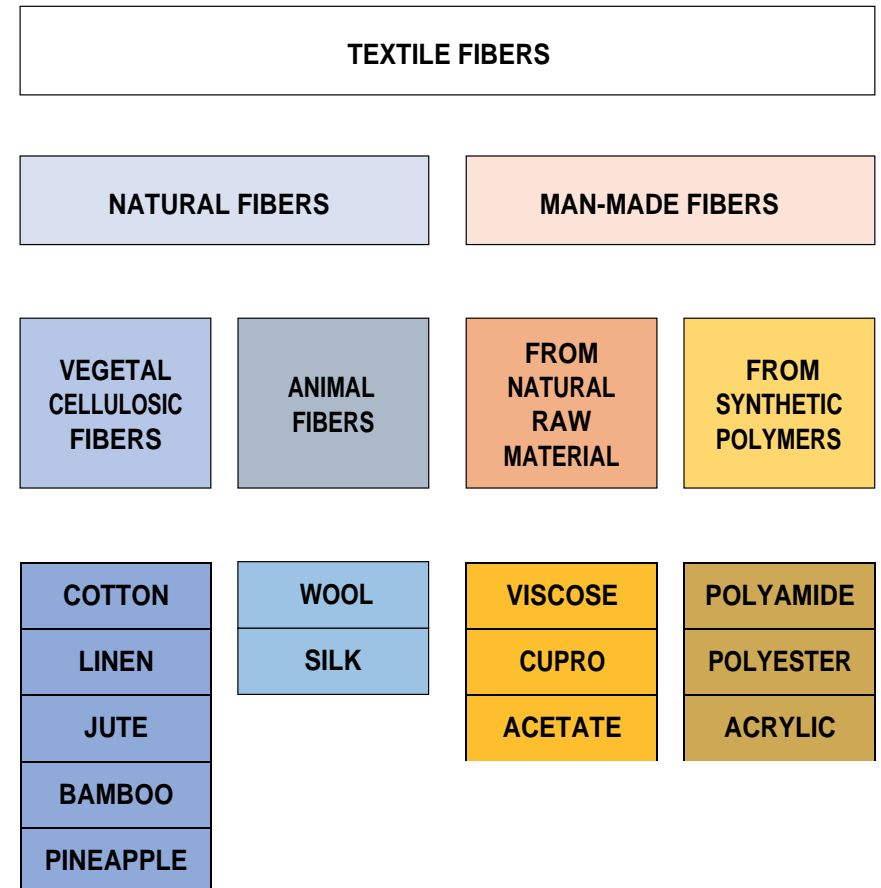 TEXTILE FIBERS
NATURAL FIBERS
MAN-MADE FIBERS
VEGETAL
CELLULOSIC
FIBERS
ANIMAL
FIBERS
FROM
NATURAL
RAW
MATERIAL
FROM
SYNTHETIC
POLYMERS
COTTON
LINEN
JUTE
BAMBOO
PINEAPPLE
WOOL
SILK
VISCOSE
CUPRO
ACETATE
POLYAMIDE
POLYESTER
ACRYLIC